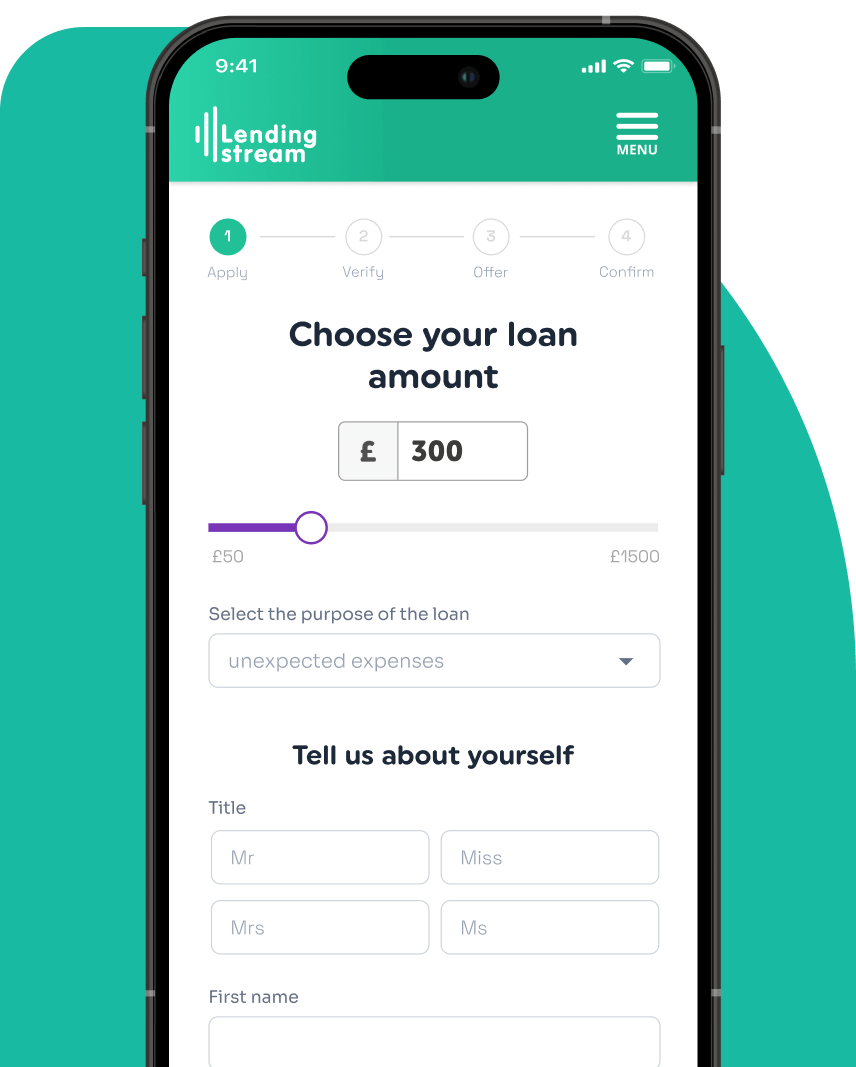 9:41
Lending
stream
MENU
1 2 3 4
Apply Verify Offer Confirm
Choose your loan
amount
£ 300
£50 £1500
Select the purpose of the loan
unexpected expenses
Tell us about yourself
Title
Mr Miss
Mrs Ms
First name